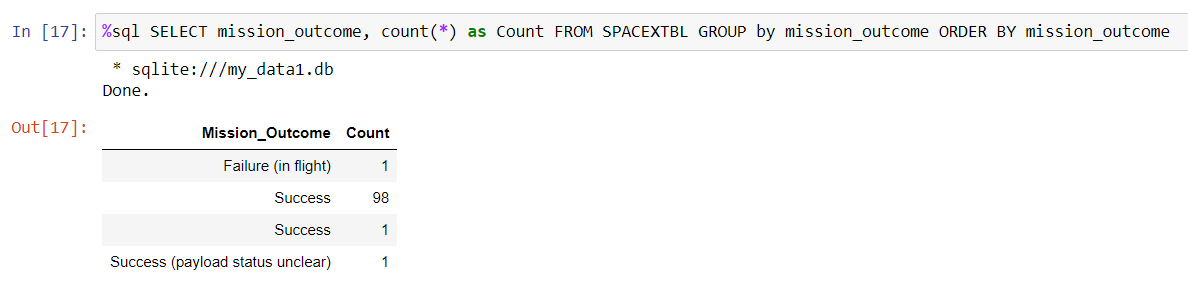 In [17]: %sql SELECT mission_outcome, count(*) as Count FROM SPACEXTBL GROUP by mission_outcome ORDER BY mission_outcome
* sqlite:///my_data1.db
Done.
Out[17]:
Mission_Outcome Count
Failure (in flight) 1
Success 98
Success 1
Success (payload status unclear) 1